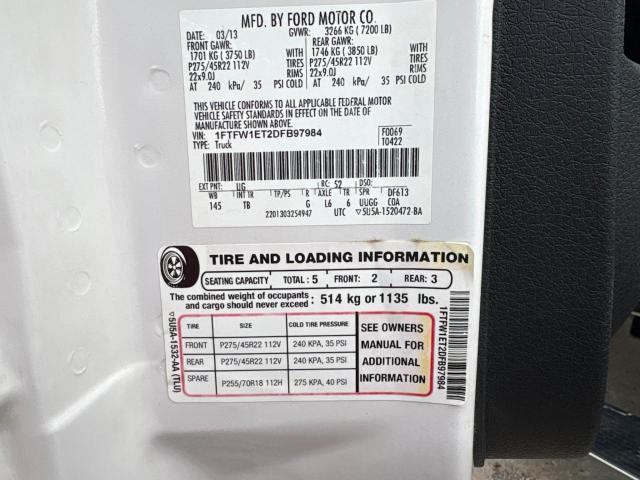 MFD. BY FORD MOTOR CO.
DATE: 03/13 GVWR: 3266 KG (7200 LB)
FRONT GAWR: REAR GAWR:
1701 KG (3750 LB) WITH 1746 KG (3850 LB) WITH
P275/45R22 112V TIRES P275/45R22 112V TIRES
22x9.0J RIMS 22x9.0J RIMS
AT 240 kPa/ 35 PSI COLD AT 240 kPa/ 35 PSI COLD
THIS VEHICLE CONFORMS TO ALL APPLICABLE FEDERAL MOTOR
VEHICLE SAFETY STANDARDS IN EFFECT ON THE DATE OF
MANUFACTURE SHOWN ABOVE.
VIN: 1FTFW1ET2DFB97984 F0069
TYPE: Truck T0422
EXT PNT: UG RC: 52 DSO:
WB INT TR TP/PS R AXLE TR SPR DF613
145 TB G L6 6 UUGG COA
2201303254947 UTC ▽5U5A-1520472-BA
TIRE AND LOADING INFORMATION
SEATING CAPACITY TOTAL: 5 FRONT: 2 REAR: 3
The combined weight of occupants
and cargo should never exceed: 514 kg or 1135 lbs.
TIRE SIZE COLD TIRE PRESSURE
FRONT P275/45R22 112V 240 KPA, 35 PSI
REAR P275/45R22 112V 240 KPA, 35 PSI
SPARE P255/70R18 112H 275 KPA, 40 PSI
SEE OWNERS
MANUAL FOR
ADDITIONAL
INFORMATION
▽5U5A-1532-AA (TLU)
1FTFW1ET2DFB97984